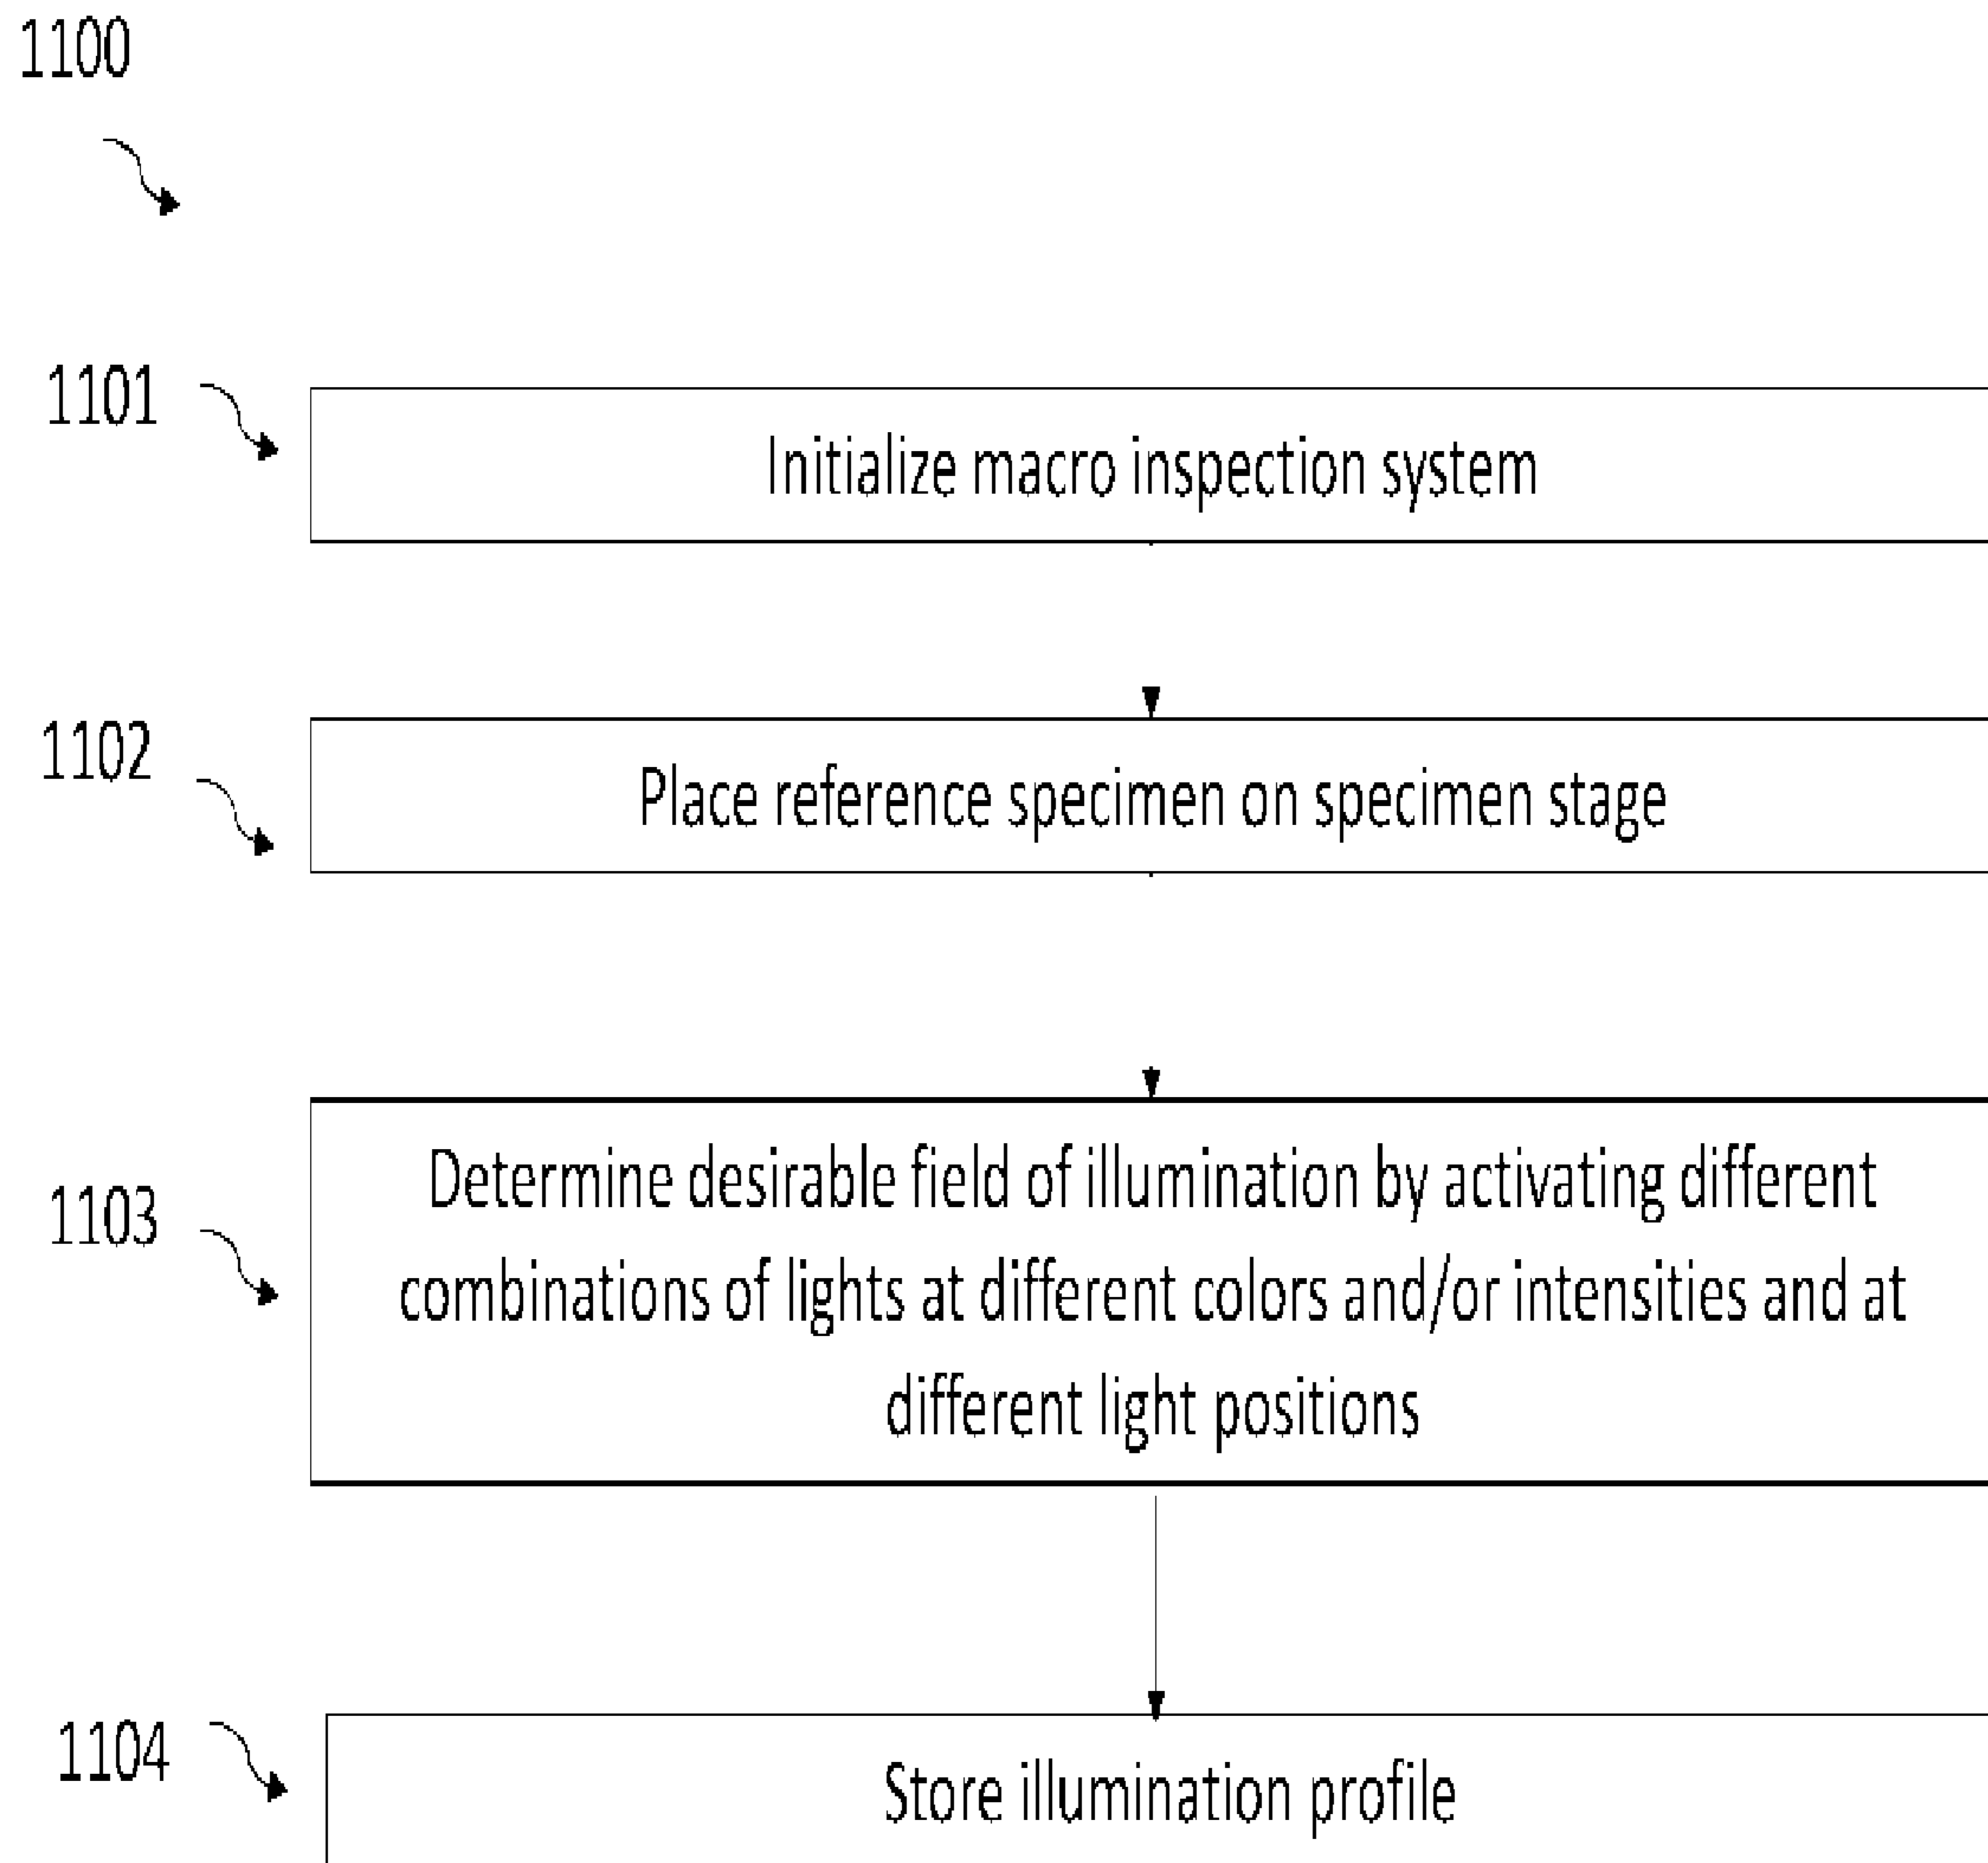 1100
1101
Initialize macro inspection system
1102
Place reference specimen on specimen stage
1103
Determine desirable field of illumination by activating different
combinations of lights at different colors and/or intensities and at
different light positions
1104
Store illumination profile